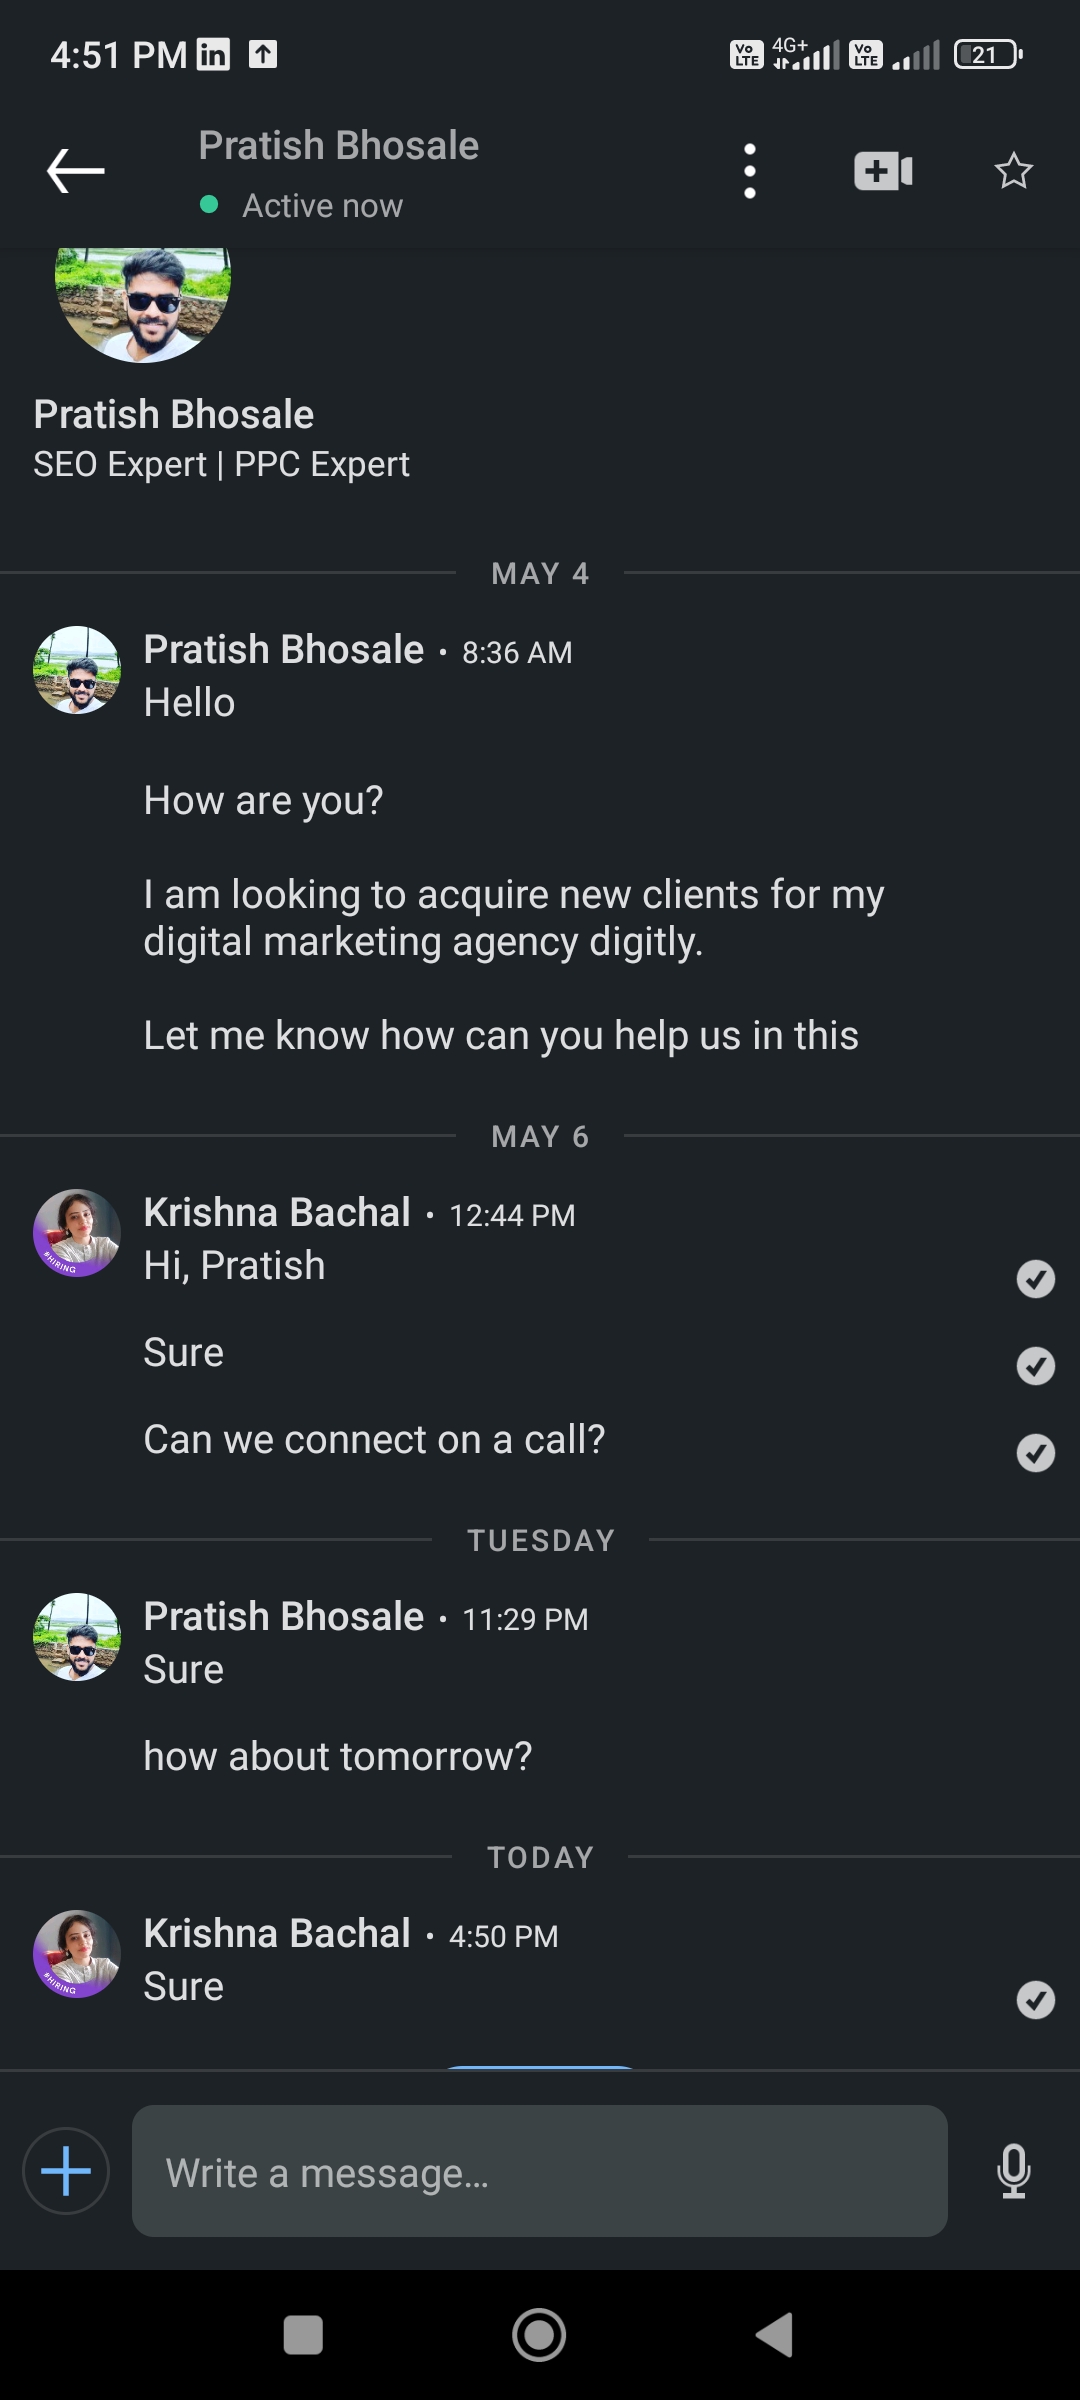 4:51 PM in
Vo LTE 4G+ Vo LTE 21
Pratish Bhosale
Active now
Pratish Bhosale
SEO Expert | PPC Expert
MAY 4
Pratish Bhosale • 8:36 AM
Hello
How are you?
I am looking to acquire new clients for my
digital marketing agency digitly.
Let me know how can you help us in this
MAY 6
Krishna Bachal • 12:44 PM
#HIRING
Hi, Pratish
Sure
Can we connect on a call?
TUESDAY
Pratish Bhosale • 11:29 PM
Sure
how about tomorrow?
TODAY
Krishna Bachal • 4:50 PM
#HIRING
Sure
Write a message...